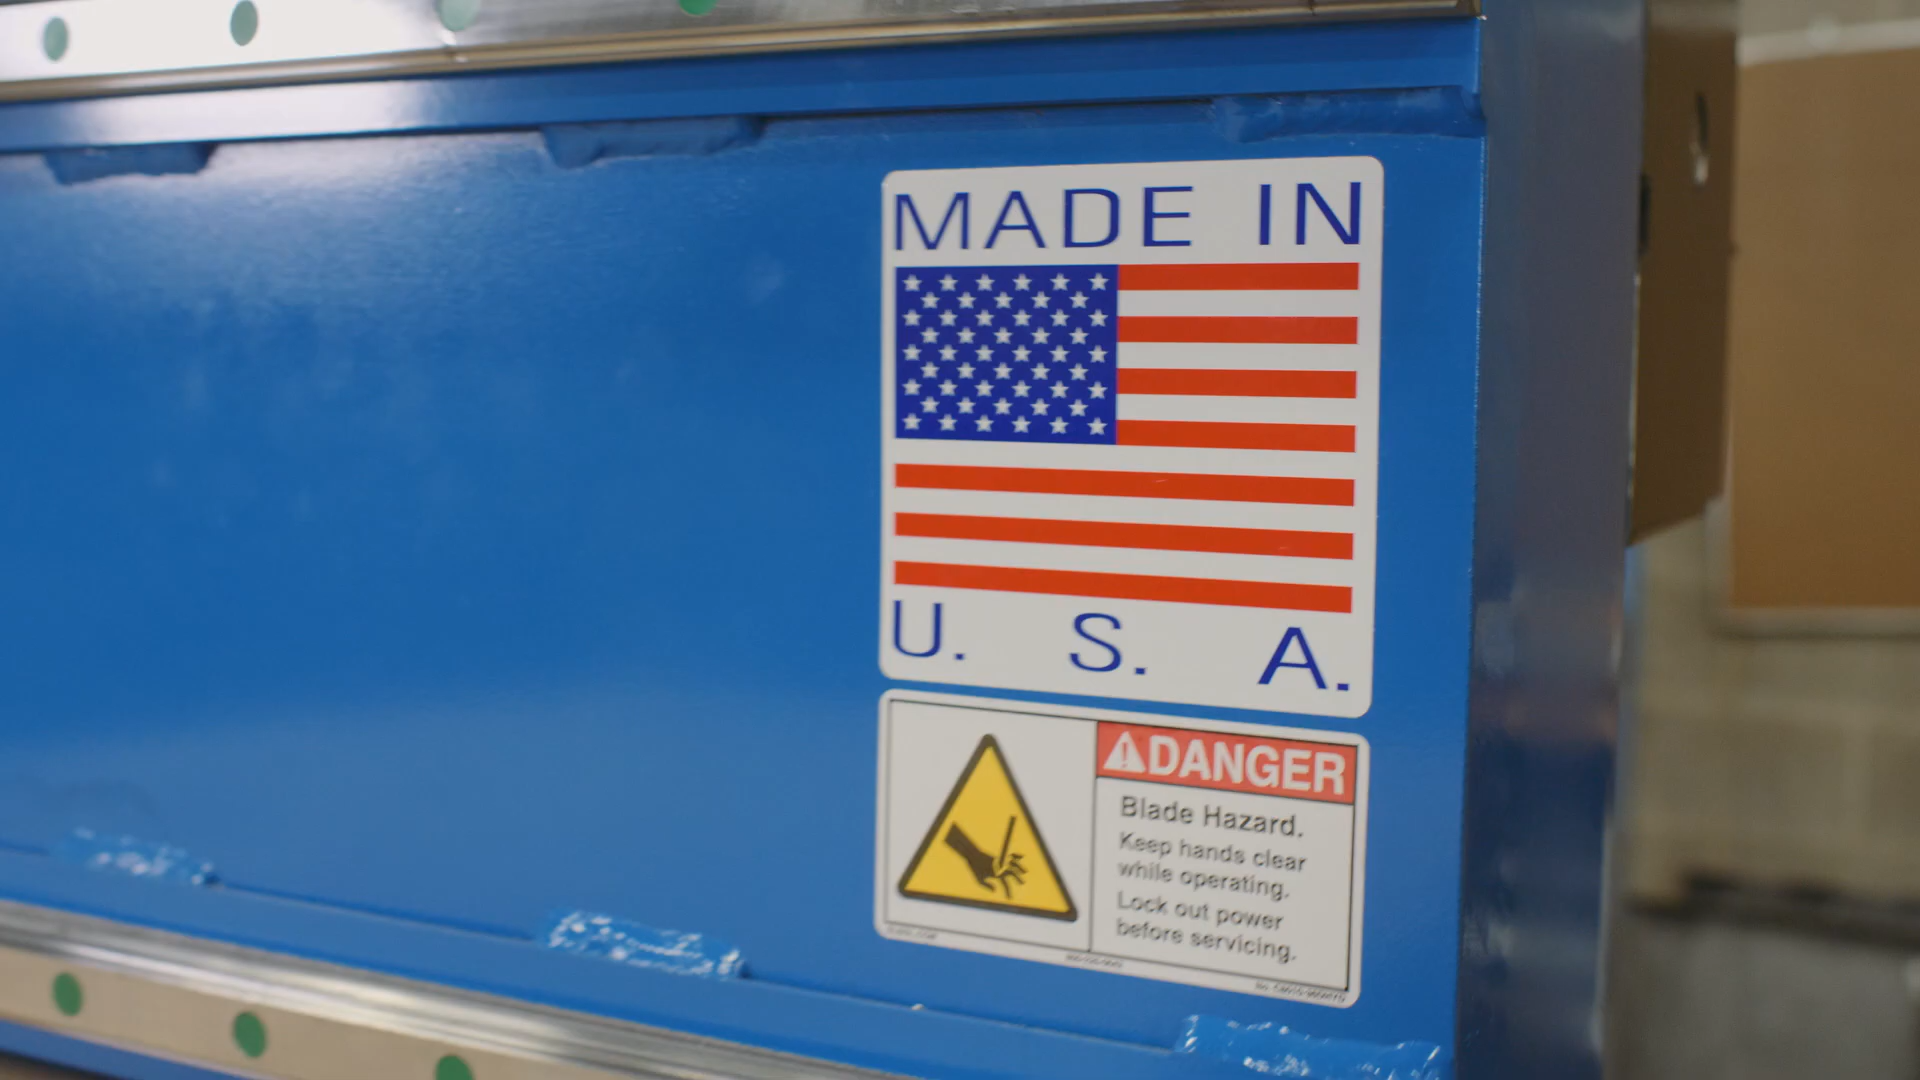 MADE IN
U. S. A.
DANGER
Blade Hazard.
Keep hands clear
while operating.
Lock out power
before servicing.